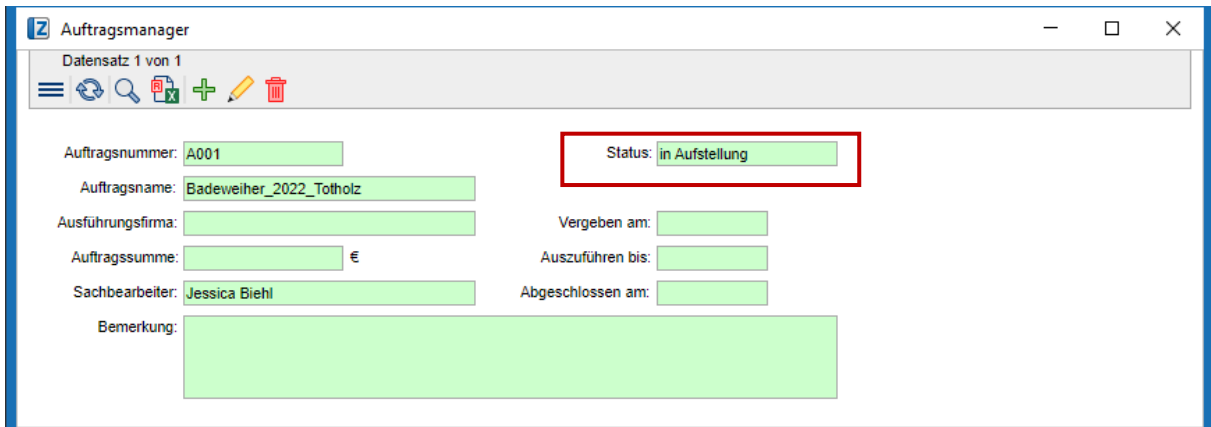 Auftragsmanager
Datensatz 1 von 1
Auftragsnummer: A001 Status: in Aufstellung
Auftragsname: Badeweiher_2022_Totholz
Ausführungsfirma: Vergeben am:
Auftragssumme: € Auszuführen bis:
Sachbearbeiter: Jessica Biehl Abgeschlossen am:
Bemerkung: